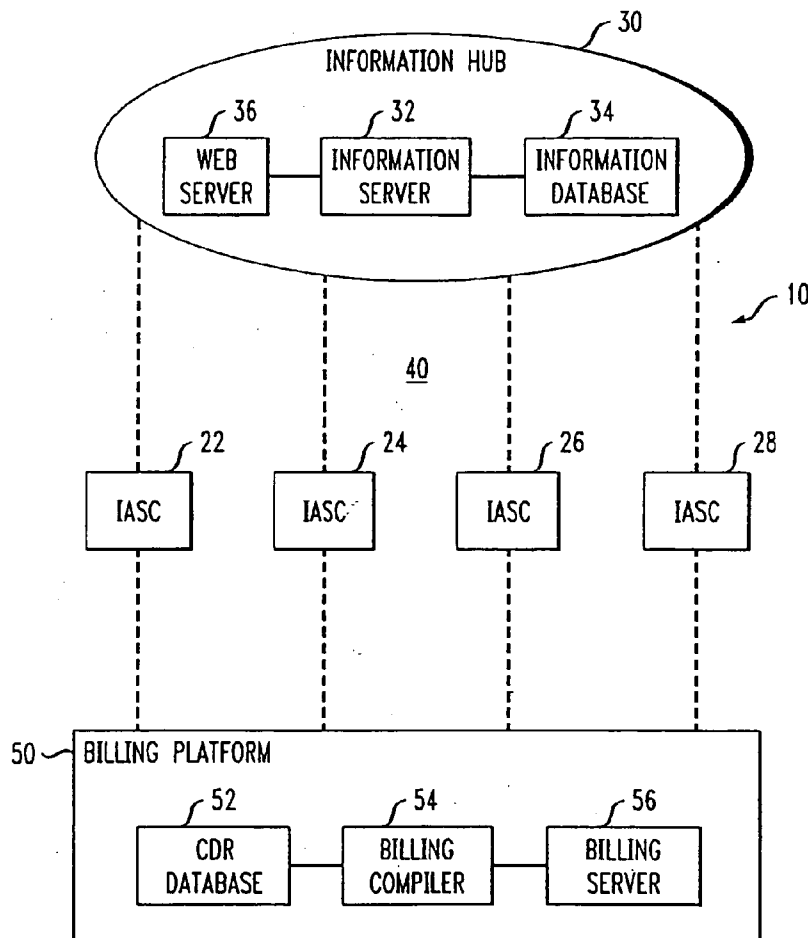 30
INFORMATION HUB
36
32
34
WEB
SERVER
INFORMATION
SERVER
INFORMATION
DATABASE
10
40
22
24
26
28
IASC
IASC
IASC
IASC
50
BILLING PLATFORM
52
54
56
CDR
DATABASE
BILLING
COMPILER
BILLING
SERVER